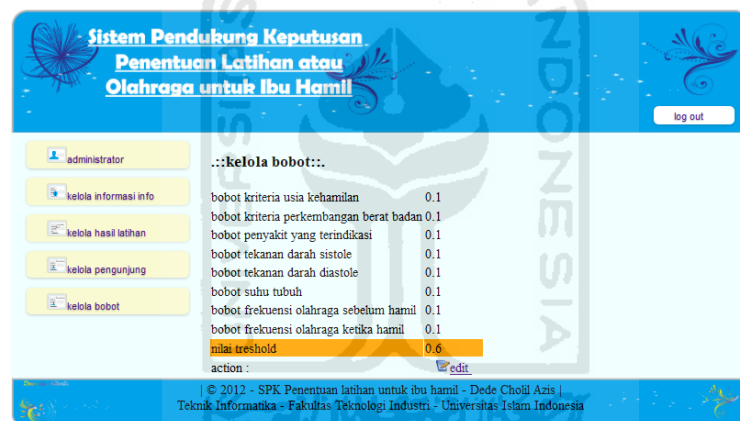 Sistem Pendukung Keputusan
Penentuan Latihan atau
Olahraga untuk Ibu Hamil
log out
administrator
kelola informasi info
kelola hasil latihan
kelola pengunjung
kelola bobot
.::kelola bobot::.
bobot kriteria usia kehamilan 0.1
bobot kriteria perkembangan berat badan 0.1
bobot penyakit yang terindikasi 0.1
bobot tekanan darah sistole 0.1
bobot tekanan darah diastole 0.1
bobot suhu tubuh 0.1
bobot frekuensi olahraga sebelum hamil 0.1
bobot frekuensi olahraga ketika hamil 0.1
nilai treshold 0.6
action : edit
| © 2012 - SPK Penentuan latihan untuk ibu hamil - Dede Cholil Azis |
Teknik Informatika - Fakultas Teknologi Industri - Universitas Islam Indonesia